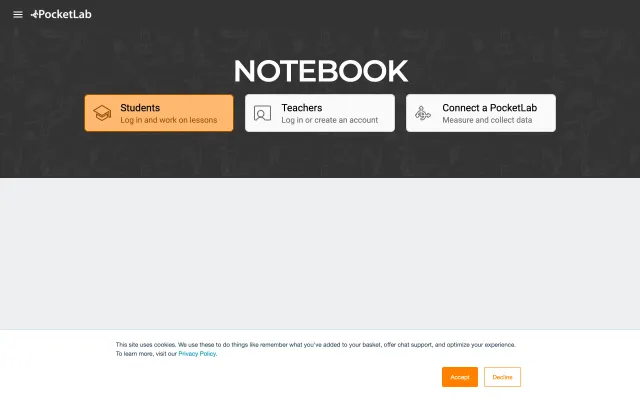 PocketLab
NOTEBOOK
Students
Log in and work on lessons
Teachers
Log in or create an account
Connect a PocketLab
Measure and collect data
This site uses cookies. We use these to do things like remember what you've added to your basket, offer chat support, and optimize your experience.
To learn more, visit our Privacy Policy.
Accept
Decline